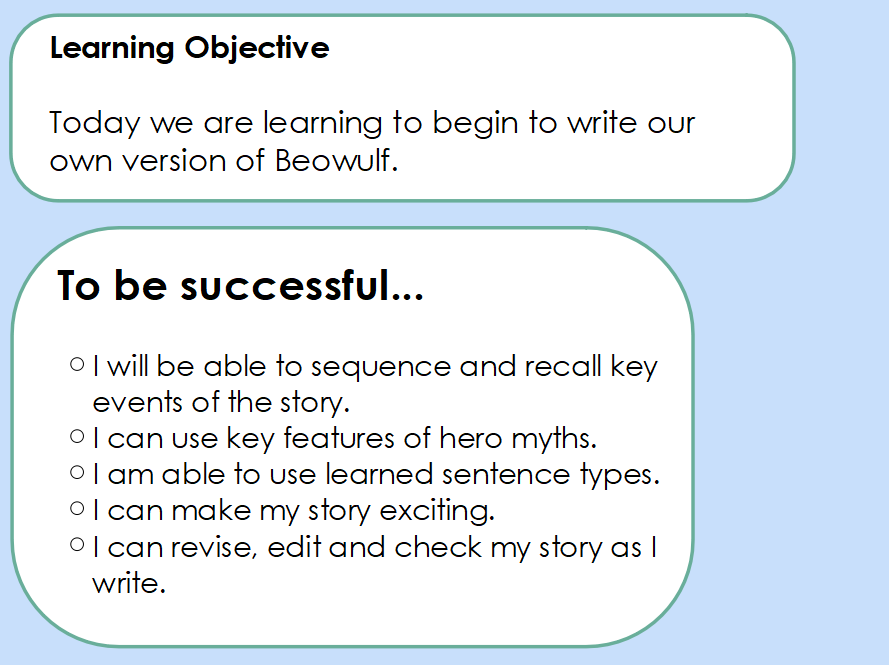 Learning Objective
Today we are learning to begin to write our
own version of Beowulf.
To be successful...
○ I will be able to sequence and recall key
events of the story.
○ I can use key features of hero myths.
○ I am able to use learned sentence types.
○ I can make my story exciting.
○ I can revise, edit and check my story as I
write.